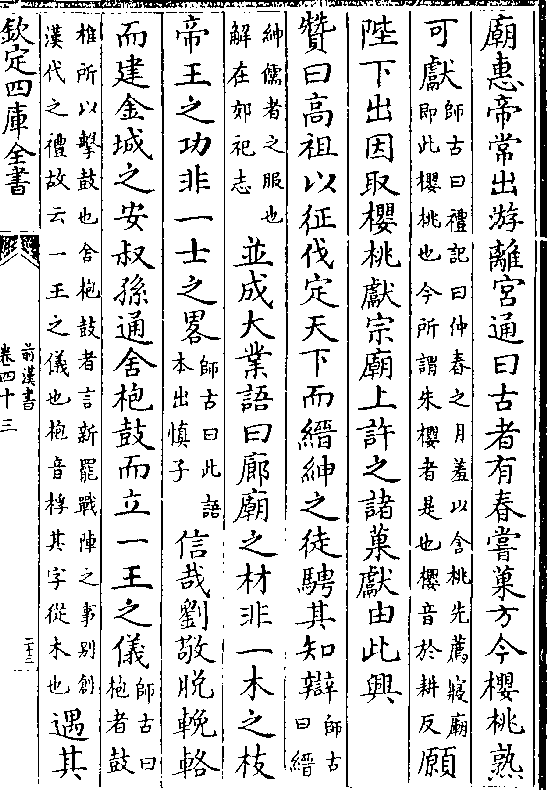 廟惠帝常出游離宮通曰古者有春嘗菓方今櫻桃熟
可獻師古曰禮記曰仲春之月羞以含桃先薦寢廟即此櫻桃也今所謂朱櫻者是也櫻音於耕反願
陛下出因取櫻桃獻宗廟上許之諸菓獻由此興
贊曰高祖以征伐定天下而縉紳之徒騁其知辯師古曰縉
紳儒者之服也解在郊祀志並成大業語曰廊廟之材非一木之枝
帝王之功非一士之畧師古曰此語本出慎子信哉劉敬脫輓輅
而建金城之安叔孫通舍枹鼓而立一王之儀師古曰枹者鼓
椎所以擊鼓也舍枹鼓者言新罷戰陣之事别創漢代之禮故云一王之儀也枹音桴其字從木也遇其
欽定四庫全書
前漢書
卷四十三
二十三